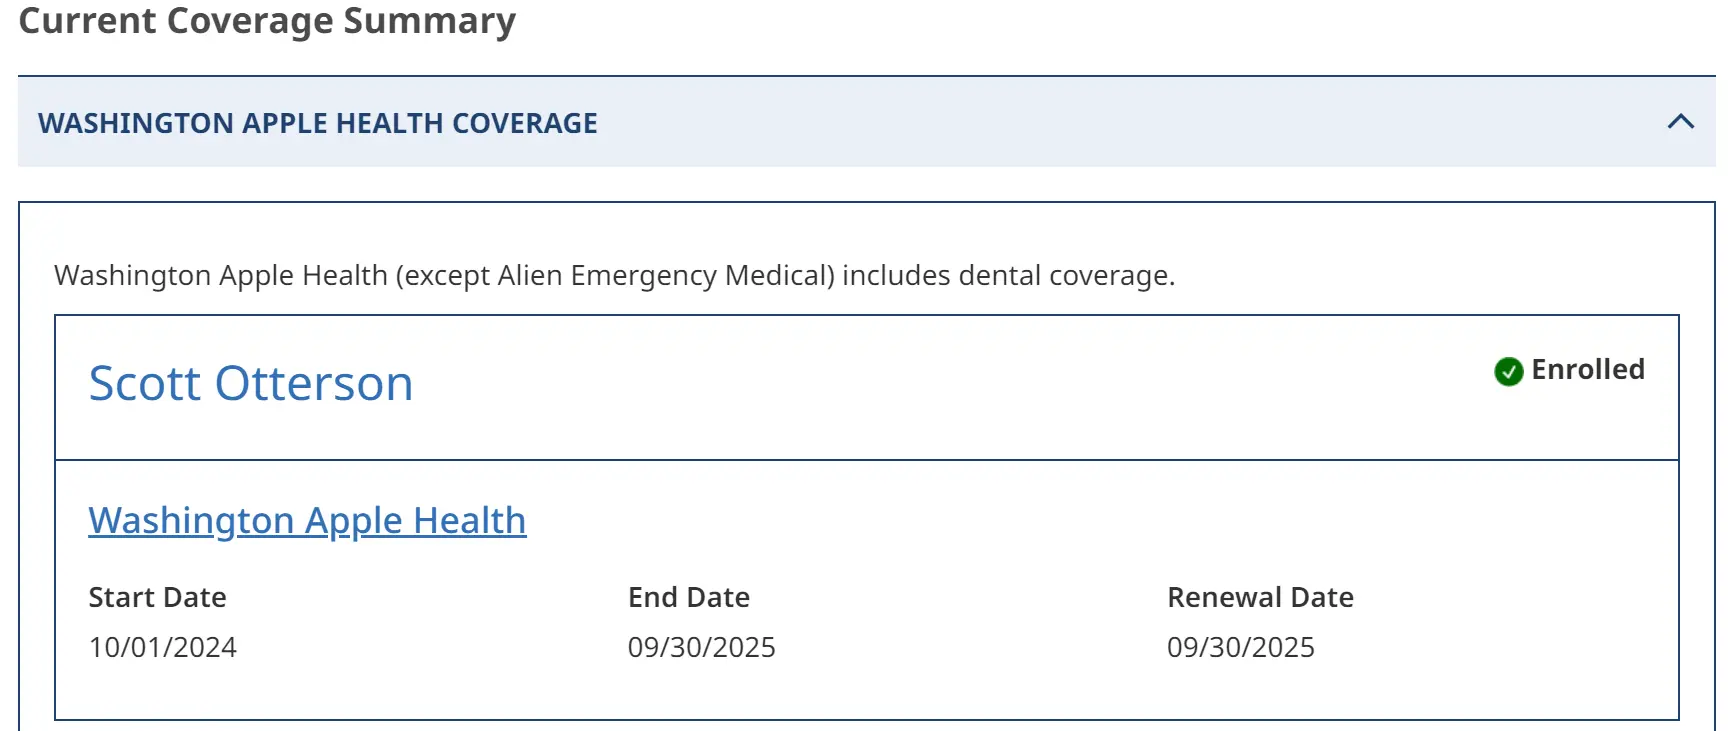 Current Coverage Summary
WASHINGTON APPLE HEALTH COVERAGE
Washington Apple Health (except Alien Emergency Medical) includes dental coverage.
Scott Otterson
Enrolled
Washington Apple Health
Start Date End Date Renewal Date
10/01/2024 09/30/2025 09/30/2025